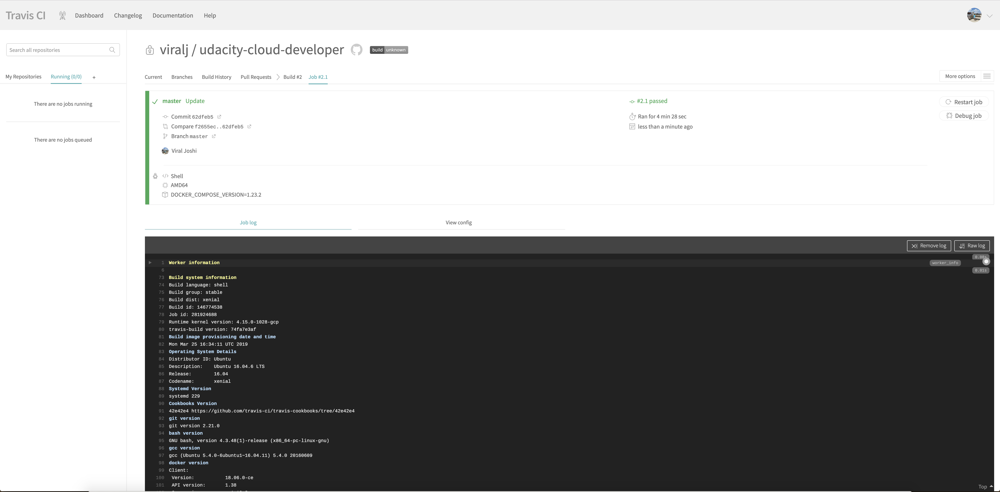 Travis CI Dashboard Changelog Documentation Help
Search all repositories
My Repositories Running (0/0) +
There are no jobs running
There are no jobs queued
viralj / udacity-cloud-developer build unknown
Current Branches Build History Pull Requests Build #2 Job #2.1
More options
master Update
Commit 62dfeb5
Compare f2655ec..62dfeb5
Branch master
Viral Joshi
#2.1 passed
Ran for 4 min 28 sec
27 less than a minute ago
Restart job
Debug job
</> Shell
AMD64
DOCKER_COMPOSE_VERSION=1.23.2
Job log View config
Remove log Raw log
0.08s
1 Worker information worker_info
6 0.01s
73 Build system information
74 Build language: shell
75 Build group: stable
76 Build dist: xenial
77 Build id: 146774538
78 Job id: 281924688
79 Runtime kernel version: 4.15.0-1028-gcp
80 travis-build version: 74fa7e3af
81 Build image provisioning date and time
82 Mon Mar 25 16:34:11 UTC 2019
83 Operating System Details
84 Distributor ID: Ubuntu
85 Description: Ubuntu 16.04.6 LTS
86 Release: 16.04
87 Codename: xenial
88 Systemd Version
89 systemd 229
90 Cookbooks Version
91 42e42e4 https://github.com/travis-ci/travis-cookbooks/tree/42e42e4
92 git version
93 git version 2.21.0
94 bash version
95 GNU bash, version 4.3.48(1)-release (x86_64-pc-linux-gnu)
96 gcc version
97 gcc (Ubuntu 5.4.0-6ubuntu1~16.04.11) 5.4.0 20160609
98 docker version
99 Client:
100 Version: 18.06.0-ce
101 API version: 1.38
Top